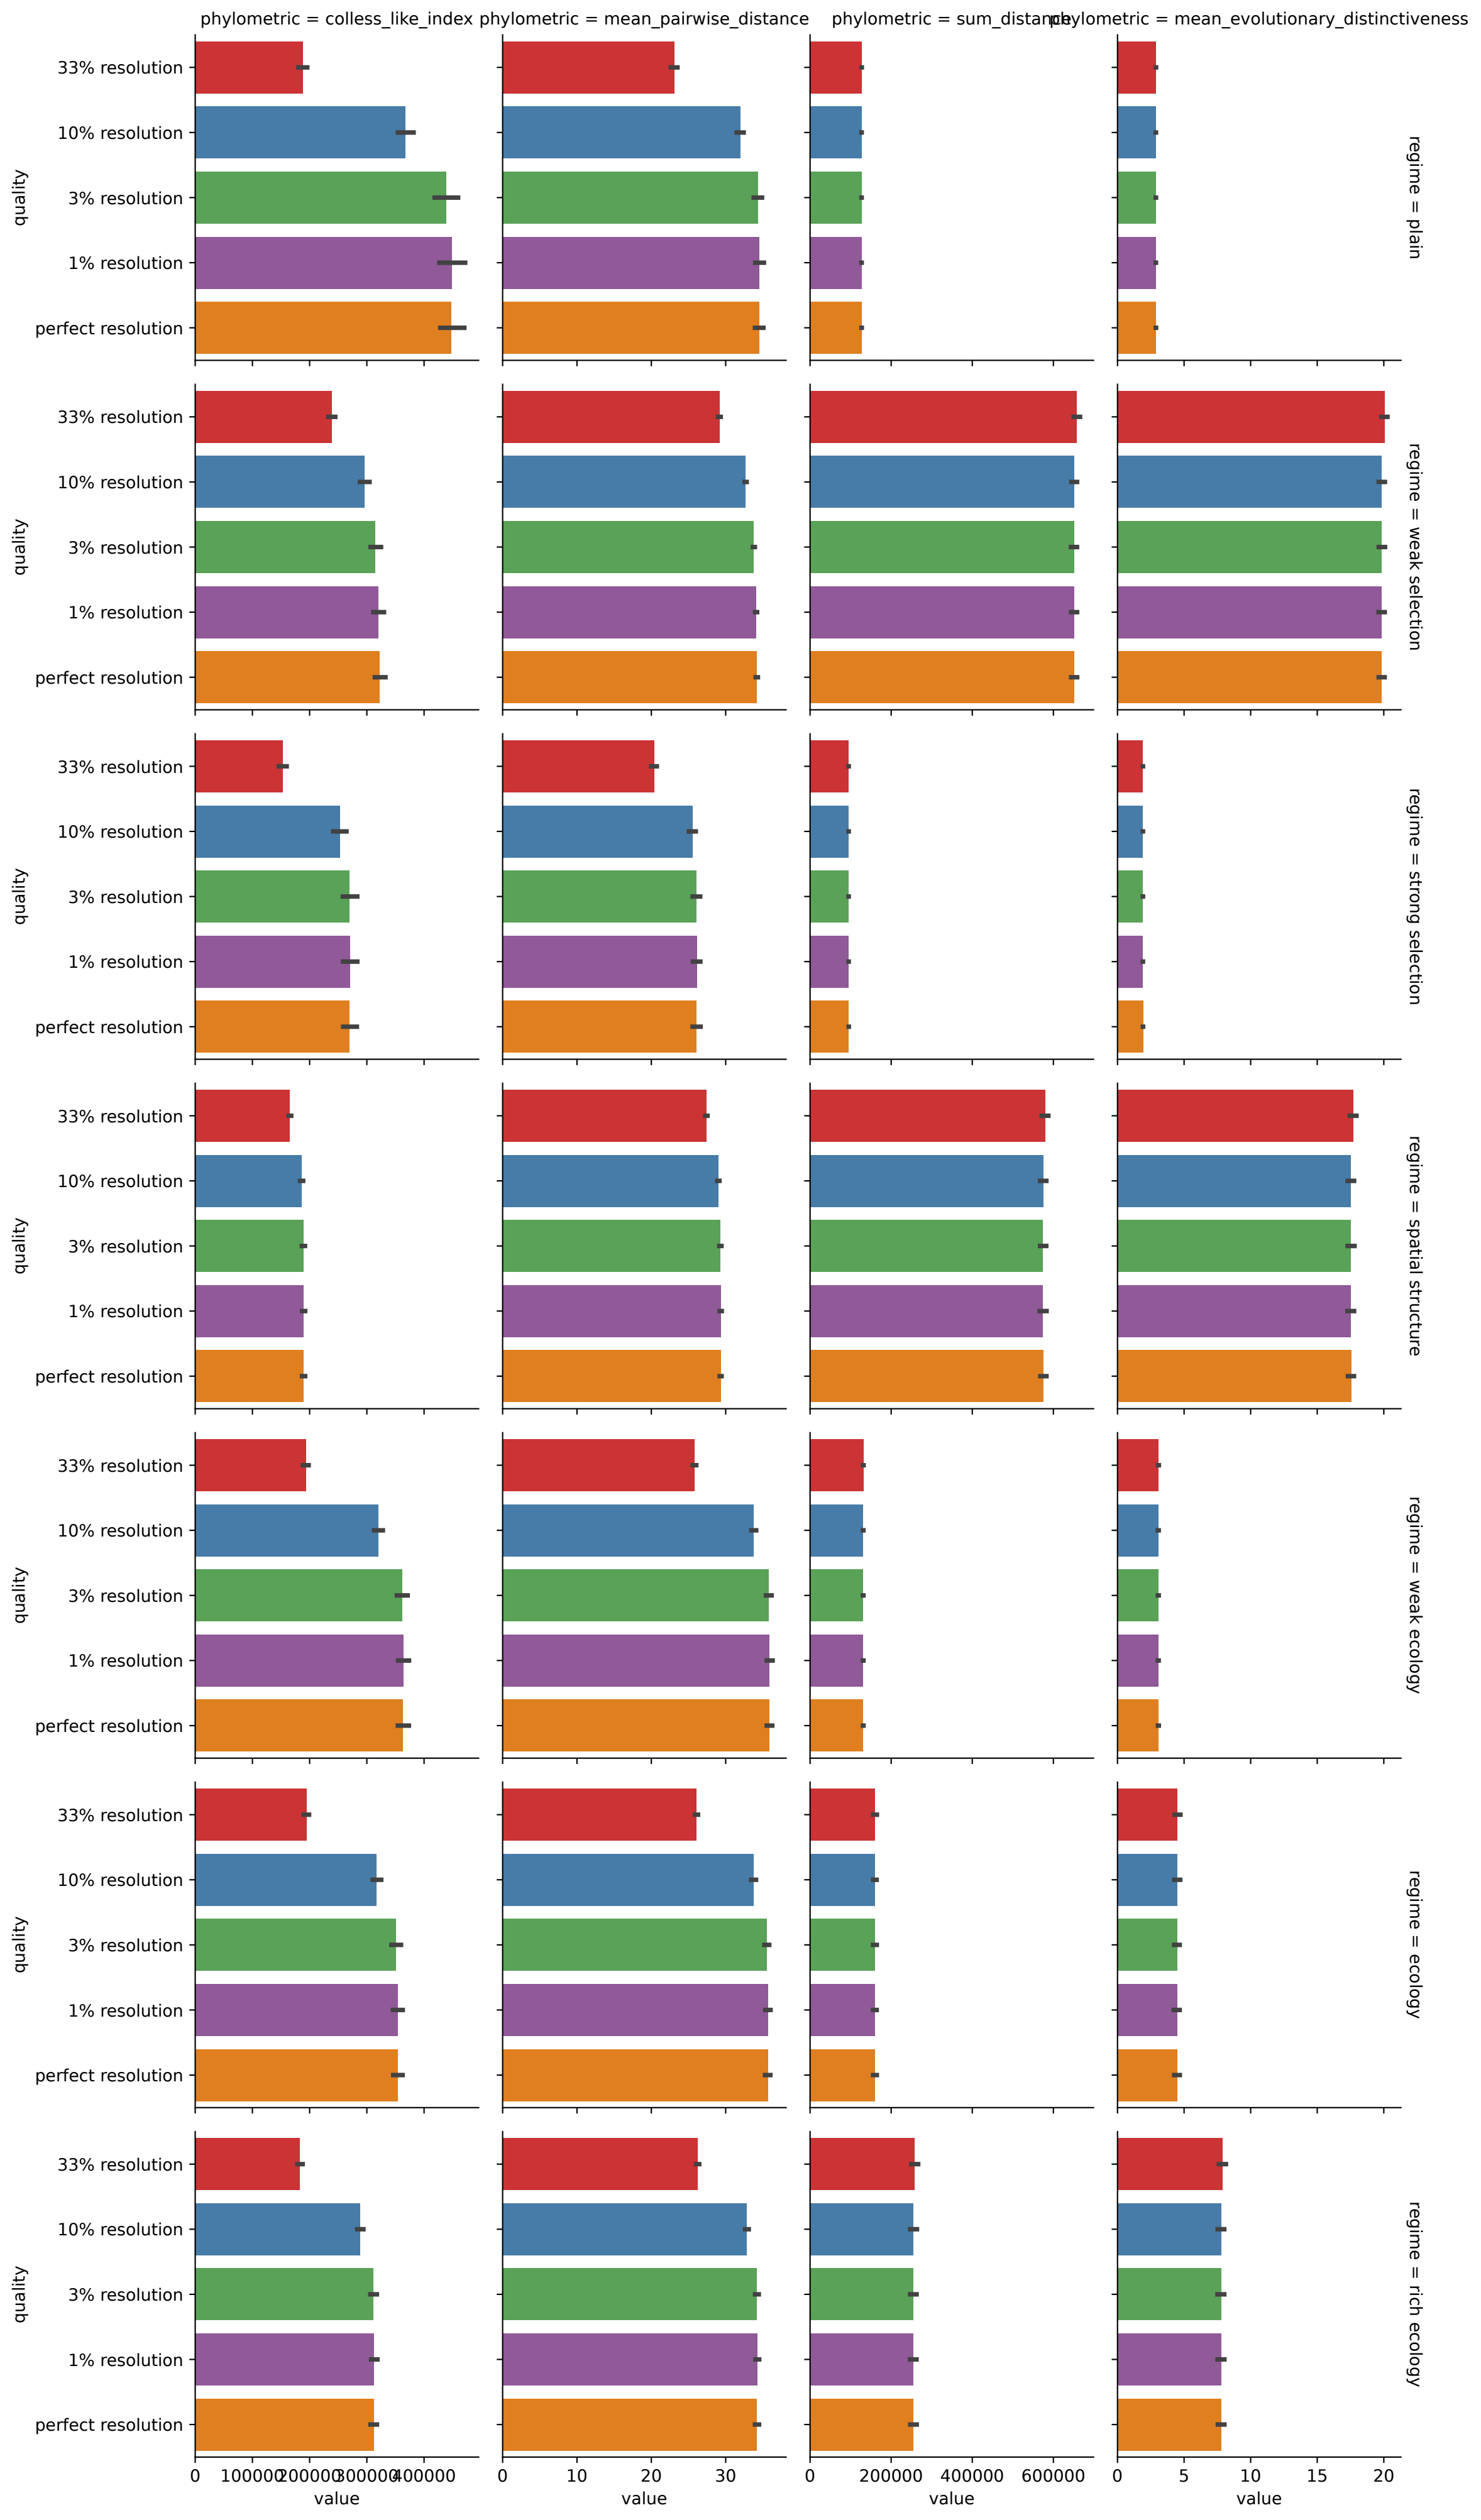 phylometric = colless_like_index
phylometric = mean_pairwise_distance
phylometric = sum_distance
phylometric = mean_evolutionary_distinctiveness
quality
33% resolution
10% resolution
3% resolution
1% resolution
perfect resolution
regime = plain
quality
33% resolution
10% resolution
3% resolution
1% resolution
perfect resolution
regime = weak selection
quality
33% resolution
10% resolution
3% resolution
1% resolution
perfect resolution
regime = strong selection
quality
33% resolution
10% resolution
3% resolution
1% resolution
perfect resolution
regime = spatial structure
quality
33% resolution
10% resolution
3% resolution
1% resolution
perfect resolution
regime = weak ecology
quality
33% resolution
10% resolution
3% resolution
1% resolution
perfect resolution
regime = ecology
quality
33% resolution
10% resolution
3% resolution
1% resolution
perfect resolution
regime = rich ecology
0 100000 200000 300000 400000
0 10 20 30
0 200000 400000 600000
0 5 10 15 20
value
value
value
value